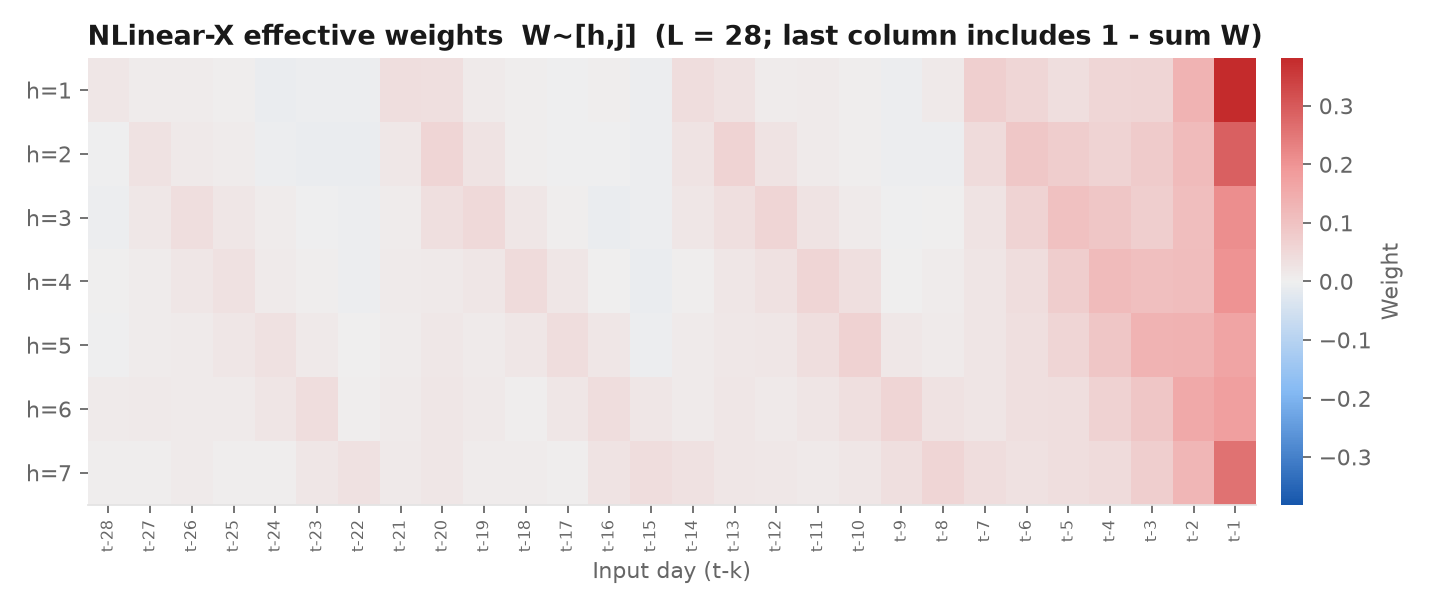 NLinear-X effective weights W~[h,j] (L = 28; last column includes 1 - sum W)
h=1
h=2
h=3
h=4
h=5
h=6
h=7
t-28 t-27 t-26 t-25 t-24 t-23 t-22 t-21 t-20 t-19 t-18 t-17 t-16 t-15 t-14 t-13 t-12 t-11 t-10 t-9 t-8 t-7 t-6 t-5 t-4 t-3 t-2 t-1
Input day (t-k)
0.3
0.2
0.1
0.0
−0.1
−0.2
−0.3
Weight